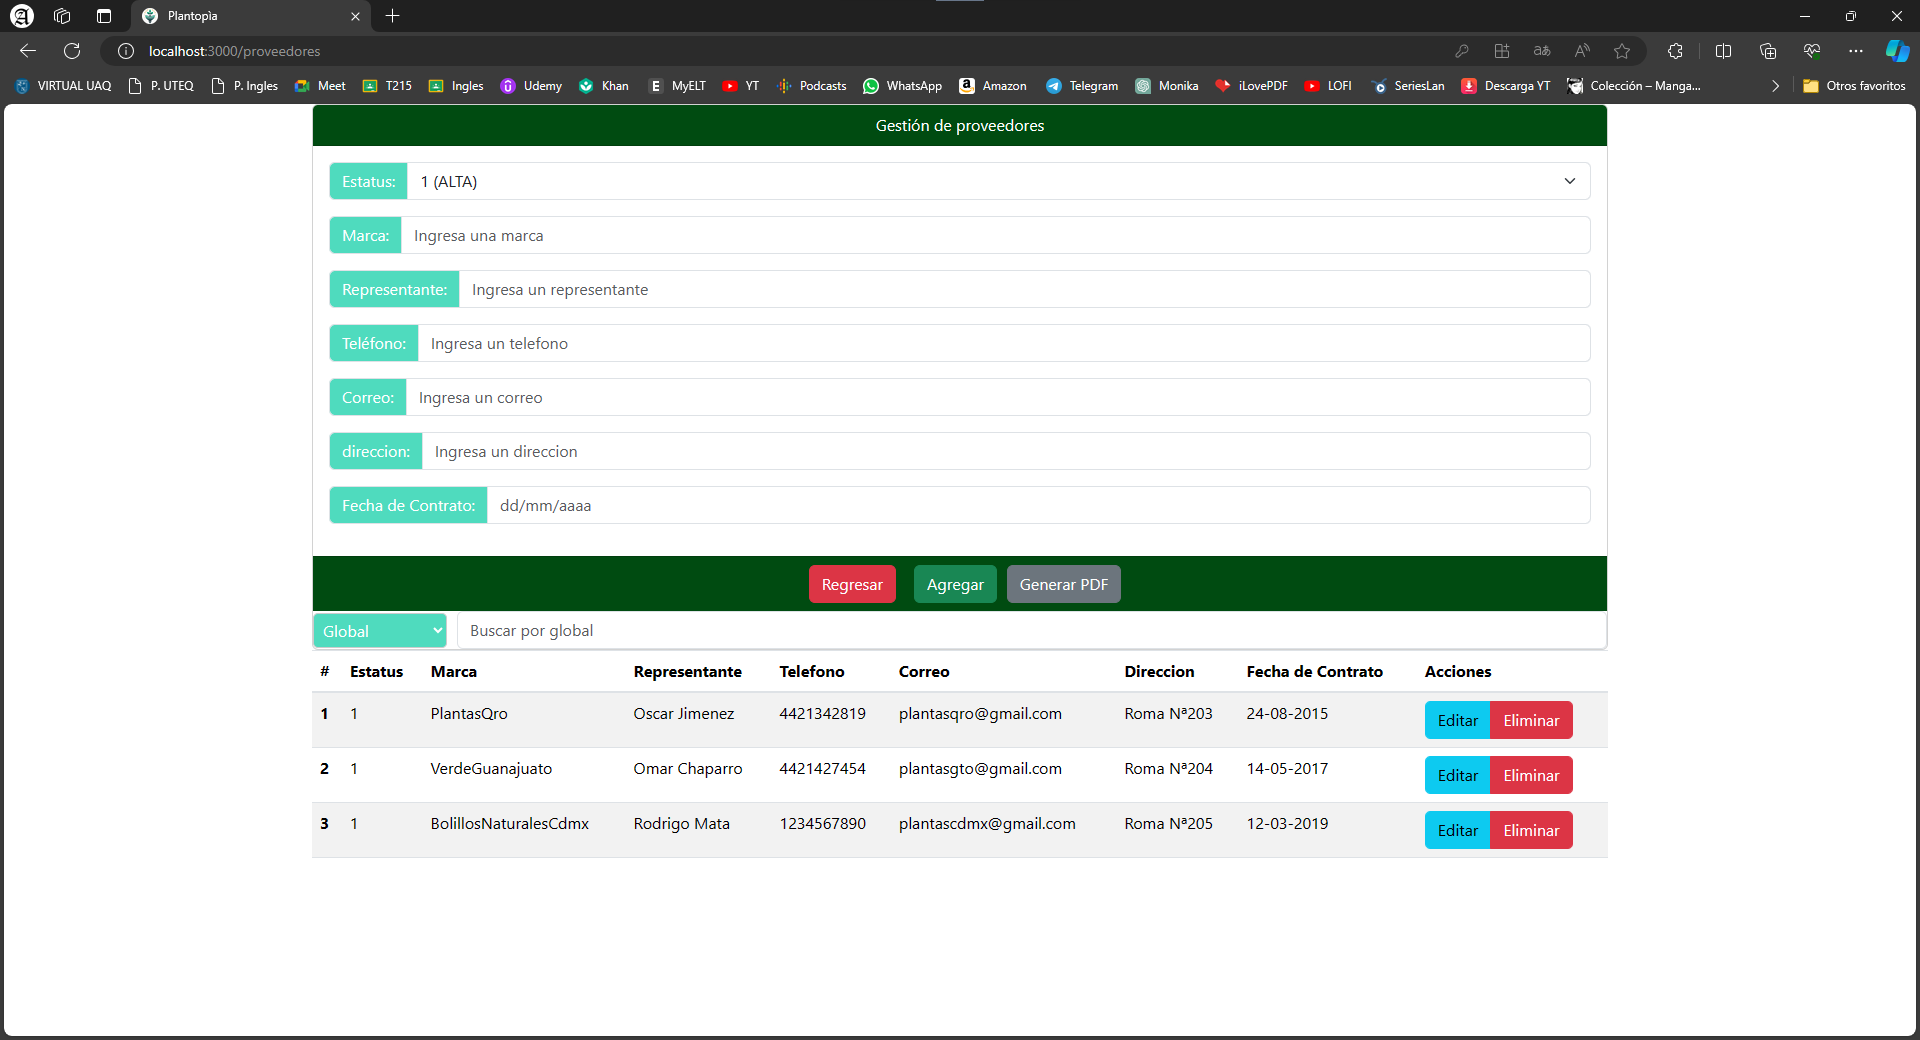 Plantopìa
localhost:3000/proveedores
VIRTUAL UAQ P. UTEQ P. Ingles Meet T215 Ingles Udemy Khan MyELT YT Podcasts WhatsApp Amazon Telegram Monika iLovePDF LOFI SeriesLan Descarga YT Colección – Manga... Otros favoritos
Gestión de proveedores
Estatus: 1 (ALTA)
Marca: Ingresa una marca
Representante: Ingresa un representante
Teléfono: Ingresa un telefono
Correo: Ingresa un correo
direccion: Ingresa un direccion
Fecha de Contrato: dd/mm/aaaa
Regresar Agregar Generar PDF
Global Buscar por global
# Estatus Marca Representante Telefono Correo Direccion Fecha de Contrato Acciones
1 1 PlantasQro Oscar Jimenez 4421342819 plantasqro@gmail.com Roma Nª203 24-08-2015 Editar Eliminar
2 1 VerdeGuanajuato Omar Chaparro 4421427454 plantasgto@gmail.com Roma Nª204 14-05-2017 Editar Eliminar
3 1 BolillosNaturalesCdmx Rodrigo Mata 1234567890 plantascdmx@gmail.com Roma Nª205 12-03-2019 Editar Eliminar